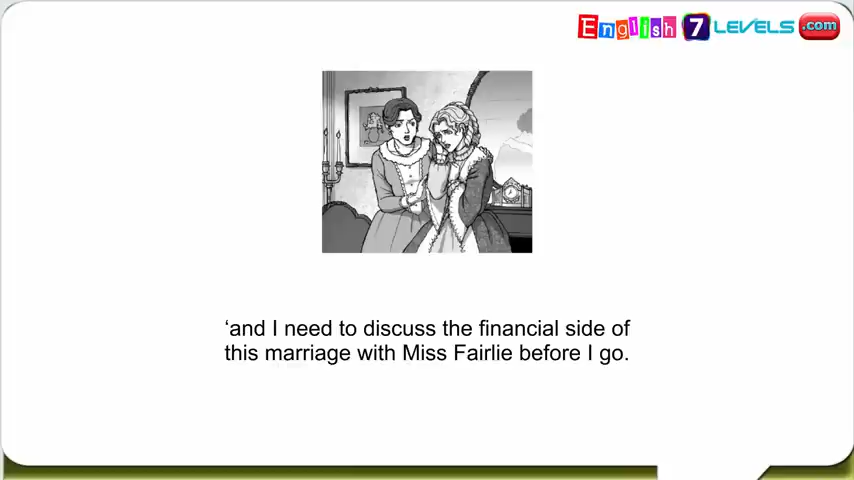 English 7 LEVELS .com
‘and I need to discuss the financial side of
this marriage with Miss Fairlie before I go.